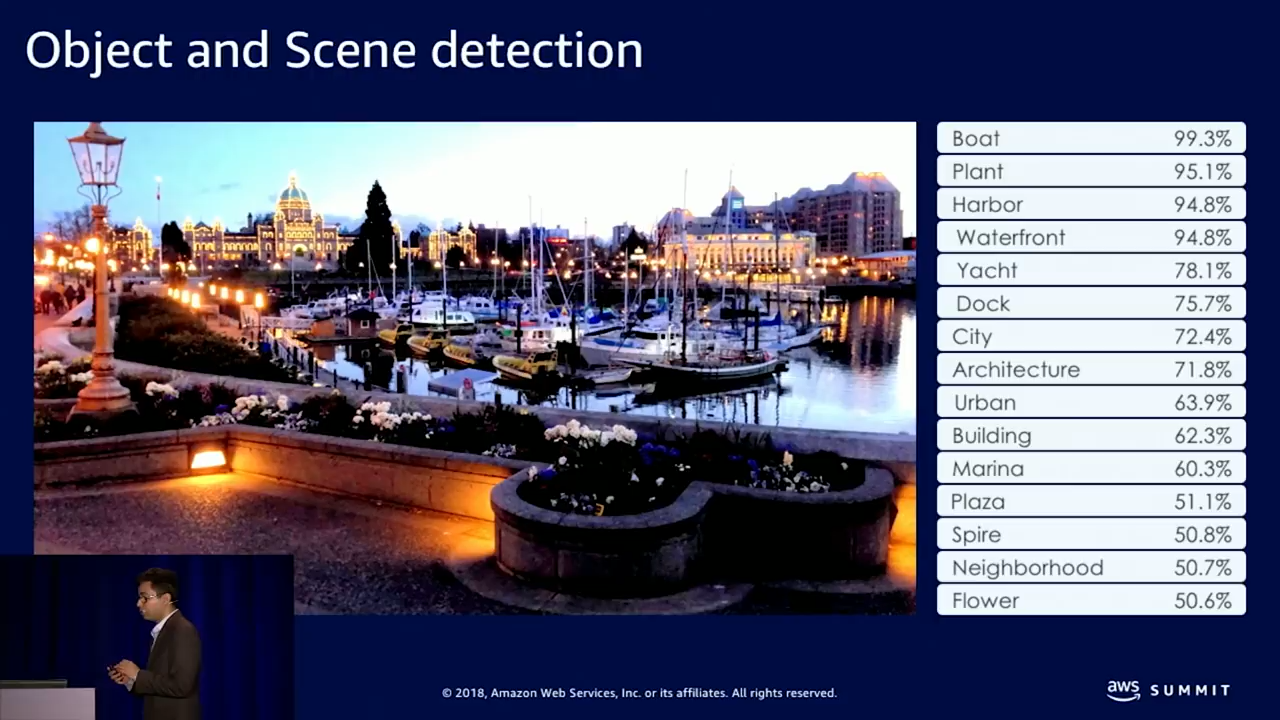 Object and Scene detection
Boat 99.3%
Plant 95.1%
Harbor 94.8%
Waterfront 94.8%
Yacht 78.1%
Dock 75.7%
City 72.4%
Architecture 71.8%
Urban 63.9%
Building 62.3%
Marina 60.3%
Plaza 51.1%
Spire 50.8%
Neighborhood 50.7%
Flower 50.6%
© 2018, Amazon Web Services, Inc. or its affiliates. All rights reserved.
aws SUMMIT